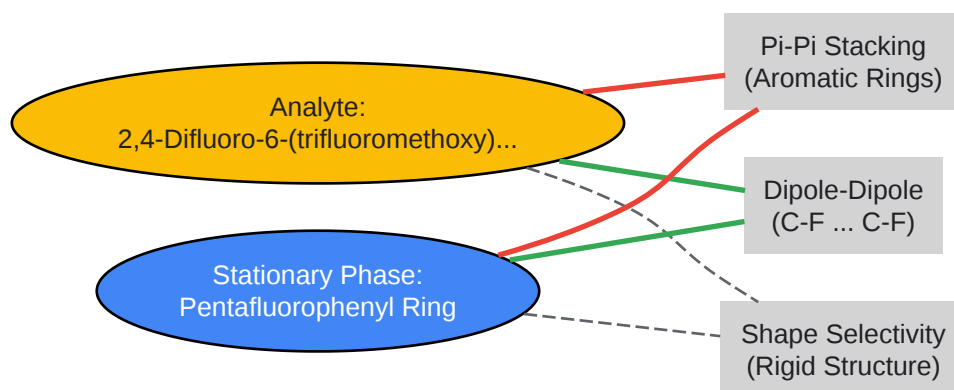 Analyte:
2,4-Difluoro-6-(trifluoromethoxy)...
Stationary Phase:
Pentafluorophenyl Ring
Pi-Pi Stacking
(Aromatic Rings)
Dipole-Dipole
(C-F ... C-F)
Shape Selectivity
(Rigid Structure)